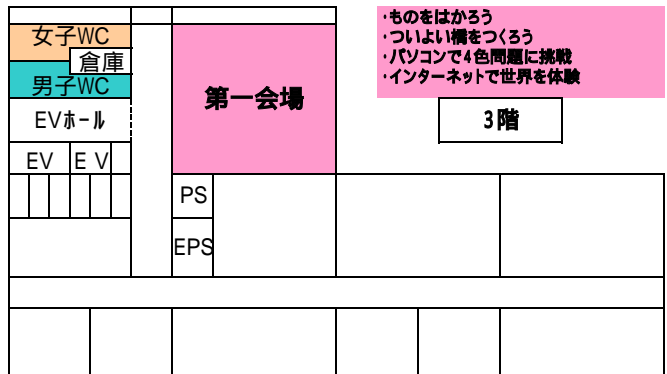 ・ものをはかろう
・ついよい橋をつくろう
・パソコンで4色問題に挑戦
・インターネットで世界を体験
3階
女子WC
倉庫
男子WC
EVホール
EV
EV
第一会場
PS
EPS